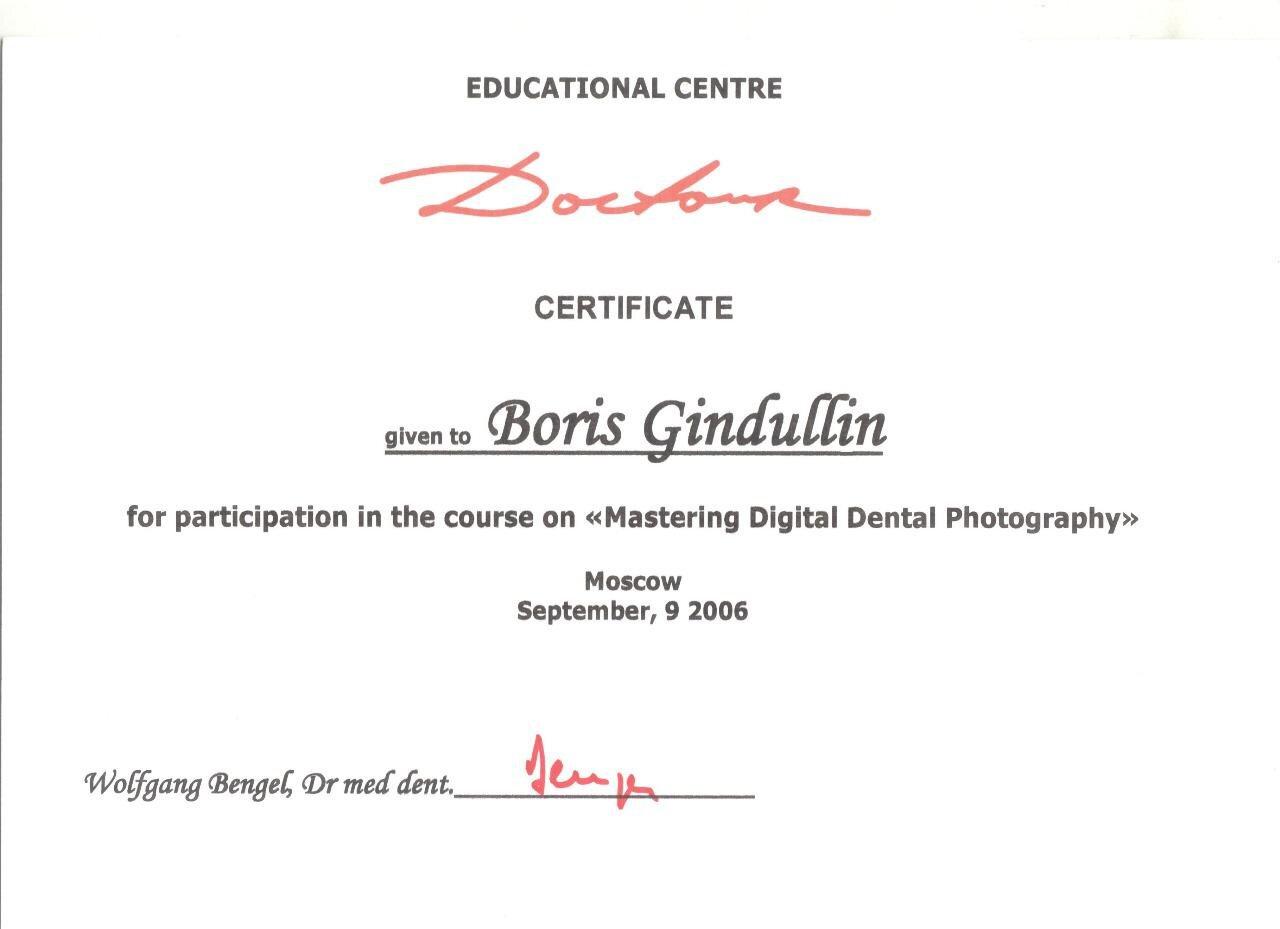 EDUCATIONAL CENTRE
Doctour
CERTIFICATE
given to Boris Gindullin
for participation in the course on «Mastering Digital Dental Photography»
Moscow
September, 9 2006
Wolfgang Bengel, Dr med dent.